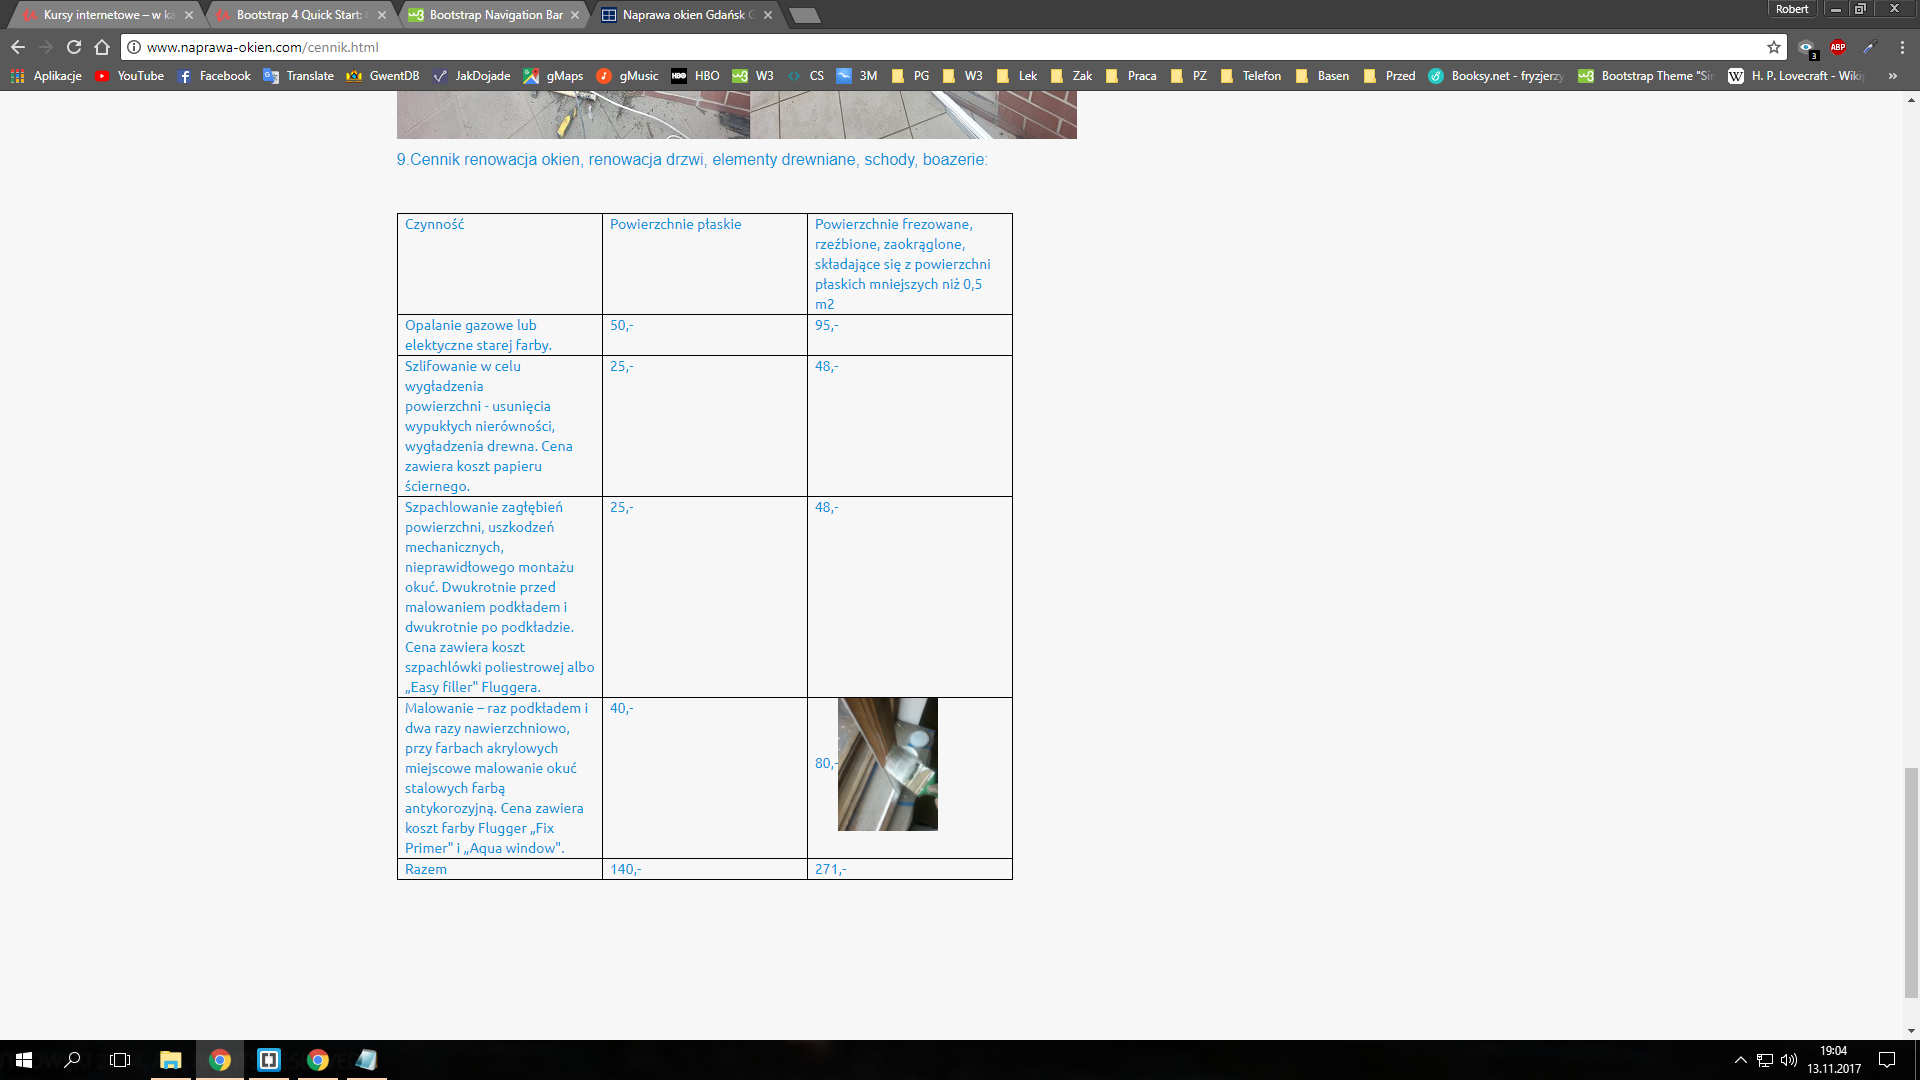 Kursy internetowe – w ka
Bootstrap 4 Quick Start:
Bootstrap Navigation Bar
Naprawa okien Gdańsk G
Robert
www.naprawa-okien.com/cennik.html
3
ABP
Aplikacje
YouTube
Facebook
Translate
GwentDB
JakDojade
gMaps
gMusic
HBO
HBO
W3
CS
3M
PG
W3
Lek
Zak
Praca
PZ
Telefon
Basen
Przed
Booksy.net - fryzjerzy
Bootstrap Theme "Sim
W
H. P. Lovecraft - Wiki
»
9.Cennik renowacja okien, renowacja drzwi, elementy drewniane, schody, boazerie:
Czynność
Powierzchnie płaskie
Powierzchnie frezowane,
rzeźbione, zaokrąglone,
składające się z powierzchni
płaskich mniejszych niż 0,5
m2
Opalanie gazowe lub
elektyczne starej farby.
50,-
95,-
Szlifowanie w celu
wygładzenia
powierzchni - usunięcia
wypukłych nierówności,
wygładzenia drewna. Cena
zawiera koszt papieru
ściernego.
25,-
48,-
Szpachlowanie zagłębień
powierzchni, uszkodzeń
mechanicznych,
nieprawidłowego montażu
okuć. Dwukrotnie przed
malowaniem podkładem i
dwukrotnie po podkładzie.
Cena zawiera koszt
szpachlówki poliestrowej albo
„Easy filler" Fluggera.
25,-
48,-
Malowanie – raz podkładem i
dwa razy nawierzchniowo,
przy farbach akrylowych
miejscowe malowanie okuć
stalowych farbą
antykorozyjną. Cena zawiera
koszt farby Flugger „Fix
Primer" i „Aqua window".
40,-
80,-
Razem
140,-
271,-
19:04
13.11.2017